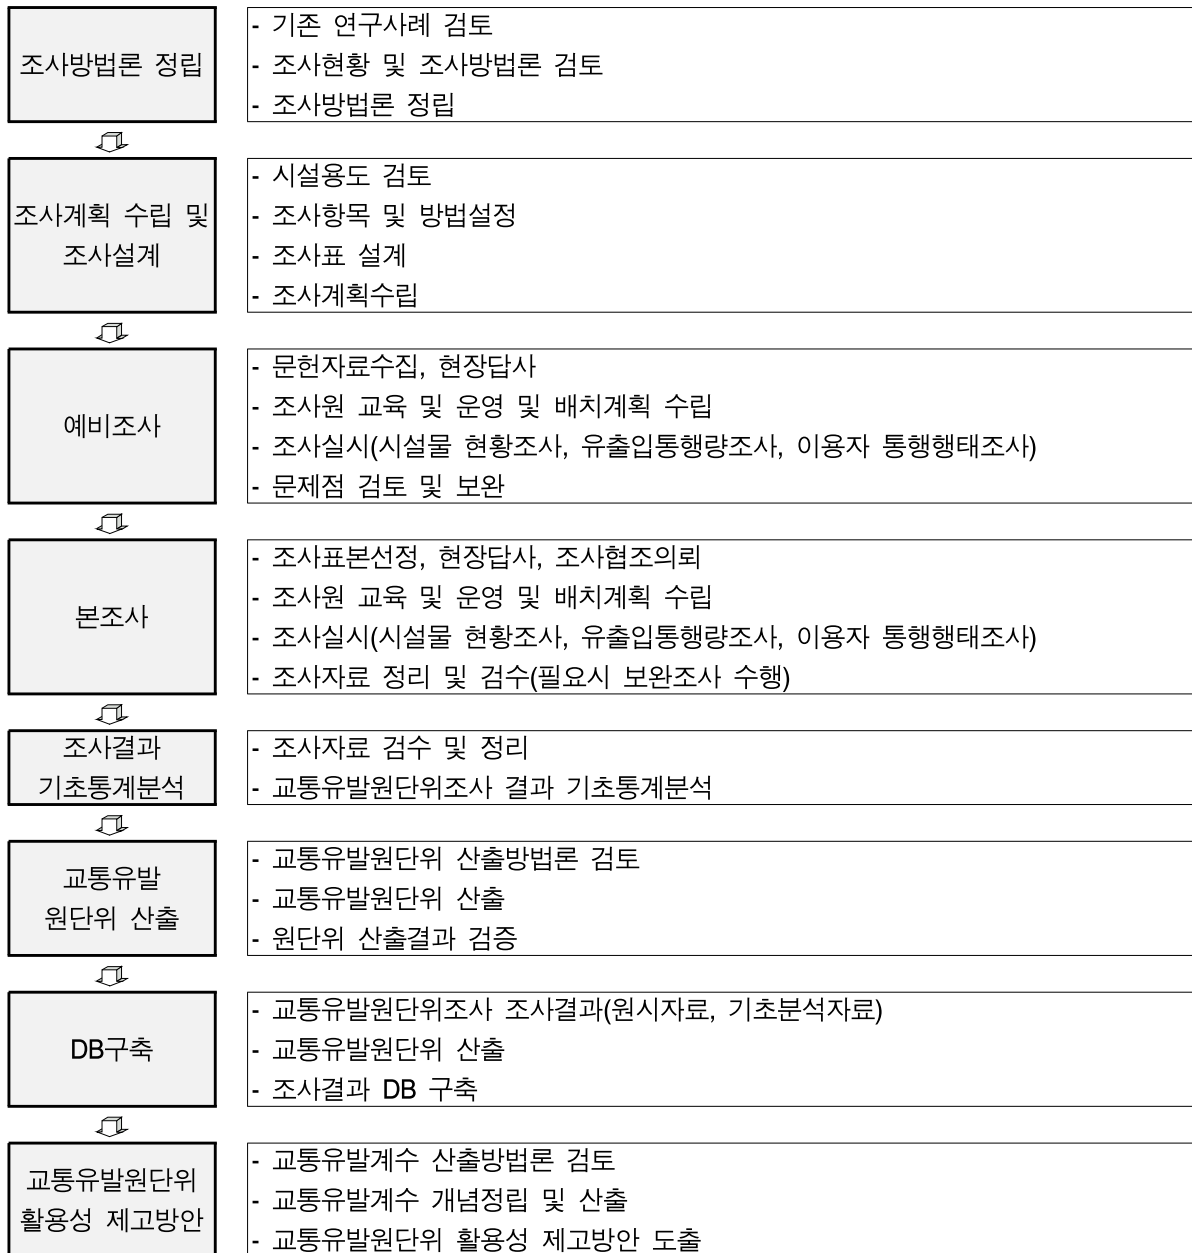 조사방법론 정립
- 기존 연구사례 검토
- 조사현황 및 조사방법론 검토
- 조사방법론 정립
조사계획 수립 및
조사설계
- 시설용도 검토
- 조사항목 및 방법설정
- 조사표 설계
- 조사계획수립
예비조사
- 문헌자료수집, 현장답사
- 조사원 교육 및 운영 및 배치계획 수립
- 조사실시(시설물 현황조사, 유출입통행량조사, 이용자 통행행태조사)
- 문제점 검토 및 보완
본조사
- 조사표본선정, 현장답사, 조사협조의뢰
- 조사원 교육 및 운영 및 배치계획 수립
- 조사실시(시설물 현황조사, 유출입통행량조사, 이용자 통행행태조사)
- 조사자료 정리 및 검수(필요시 보완조사 수행)
조사결과
기초통계분석
- 조사자료 검수 및 정리
- 교통유발원단위조사 결과 기초통계분석
교통유발
원단위 산출
- 교통유발원단위 산출방법론 검토
- 교통유발원단위 산출
- 원단위 산출결과 검증
DB구축
- 교통유발원단위조사 조사결과(원시자료, 기초분석자료)
- 교통유발원단위 산출
- 조사결과 DB 구축
교통유발원단위
활용성 제고방안
- 교통유발계수 산출방법론 검토
- 교통유발계수 개념정립 및 산출
- 교통유발원단위 활용성 제고방안 도출